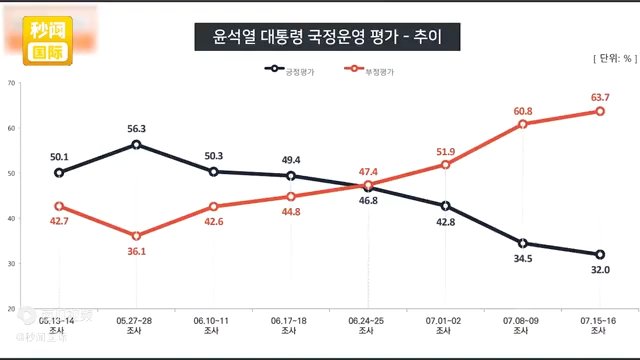 秒闻
国际
윤석열 대통령 국정운영 평가 - 추이
[ 단위: % ]
긍정평가 부정평가
70
60
50
40
30
20
50.1 56.3 50.3 49.4 46.8 42.8 34.5 32.0
42.7 36.1 42.6 44.8 47.4 51.9 60.8 63.7
05.13-14 05.27-28 06.10-11 06.17-18 06.24-25 07.01-02 07.08-09 07.15-16
조사 조사 조사 조사 조사 조사 조사 조사